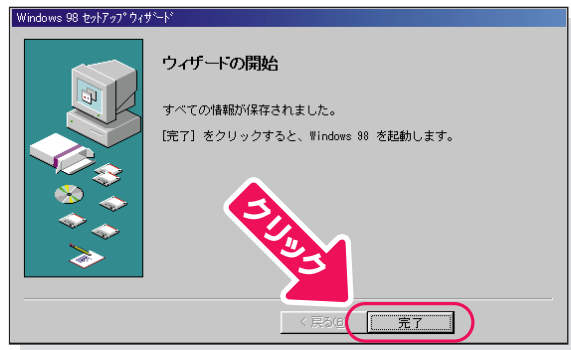 Windows 98 ｾｯﾄｱｯﾌﾟ ｳｨｻﾞｰﾄﾞ
ウィザードの開始
すべての情報が保存されました。
[完了] をクリックすると、Windows 98 を起動します。
クリック
< 戻る(B)
完了